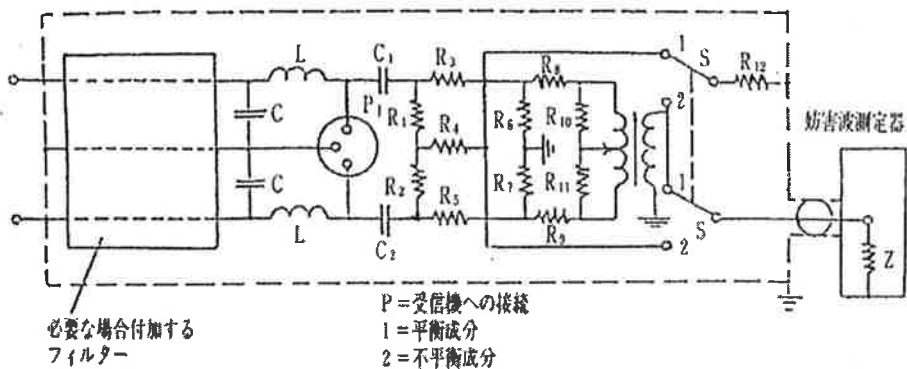 L
C₁
R₃
1
S
R₁₂
P₁
R₈
C
R₁
R₄
R₆
R₁₀
2
妨害波測定器
C
R₂
R₇
R₁₁
1
L
C₂
R₅
R₉
S
2
Z
必要な場合付加する
フィルター
P=受信機への接続
1=平衡成分
2=不平衡成分